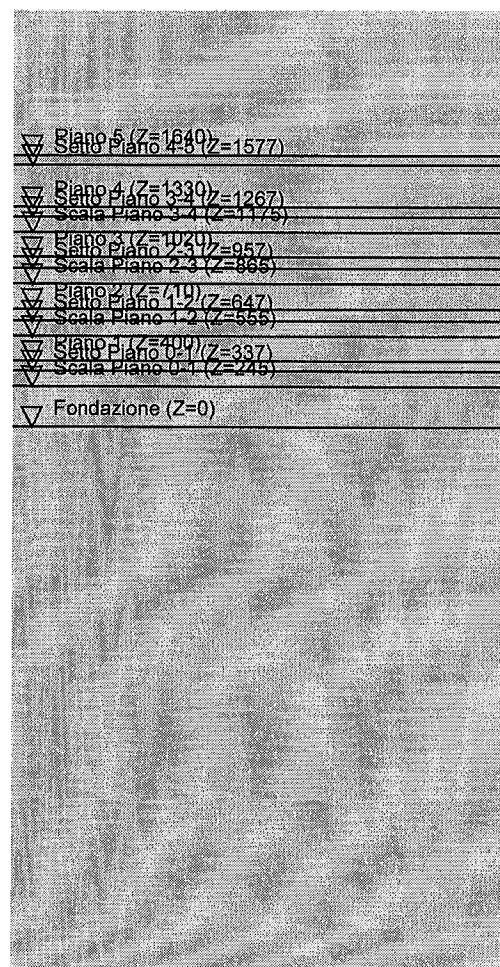 Piano 5 (Z=1640)
Setto Piano 4-5 (Z=1577)
Piano 4 (Z=1330)
Setto Piano 3-4 (Z=1267)
Scala Piano 3-4 (Z=1175)
Piano 3 (Z=1020)
Setto Piano 2-3 (Z=957)
Scala Piano 2-3 (Z=865)
Piano 2 (Z=710)
Setto Piano 1-2 (Z=647)
Scala Piano 1-2 (Z=555)
Piano 1 (Z=400)
Setto Piano 0-1 (Z=337)
Scala Piano 0-1 (Z=245)
Fondazione (Z=0)